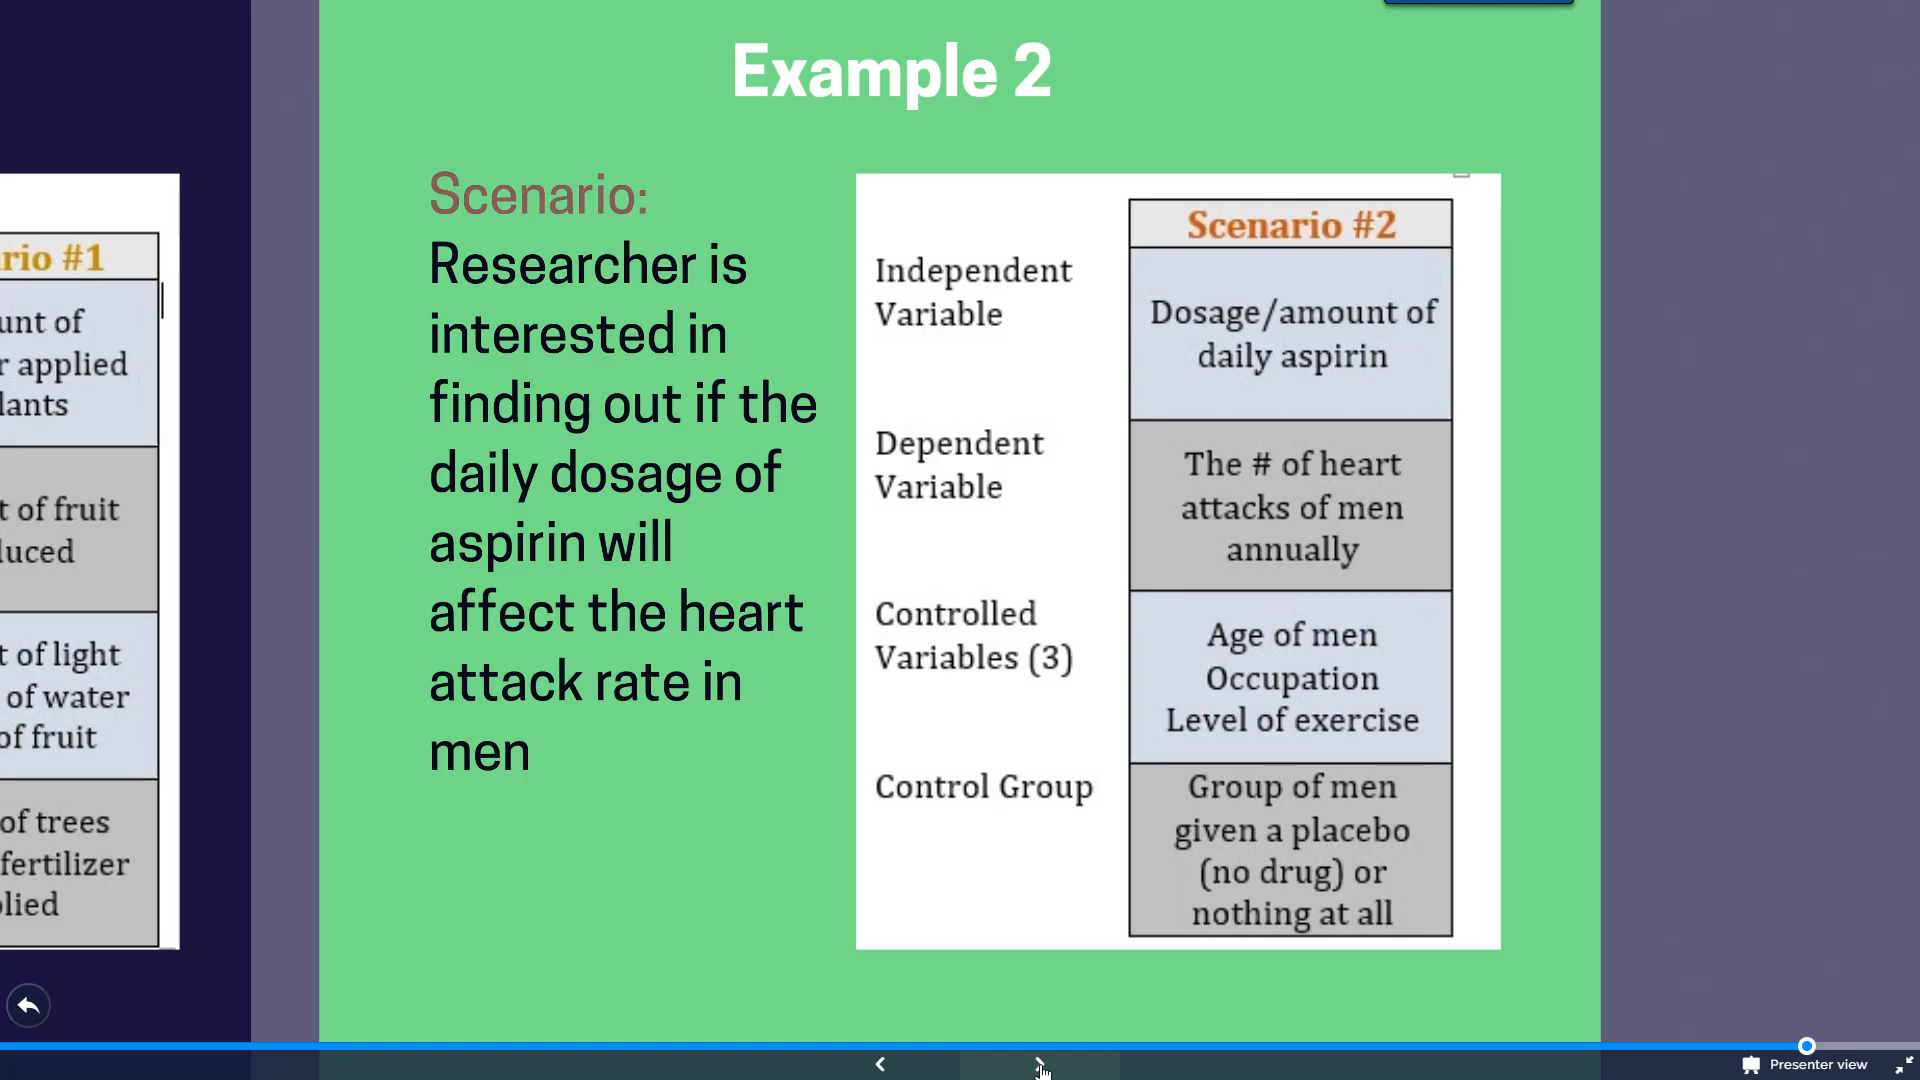 Example 2
rio #1
unt of
r applied
lants
t of fruit
luced
t of light
of water
of fruit
of trees
fertilizer
lied
Scenario:
Researcher is
interested in
finding out if the
daily dosage of
aspirin will
affect the heart
attack rate in
men
Scenario #2
Independent
Variable
Dosage/amount of
daily aspirin
Dependent
Variable
The # of heart
attacks of men
annually
Controlled
Variables (3)
Age of men
Occupation
Level of exercise
Control Group
Group of men
given a placebo
(no drug) or
nothing at all
Presenter view